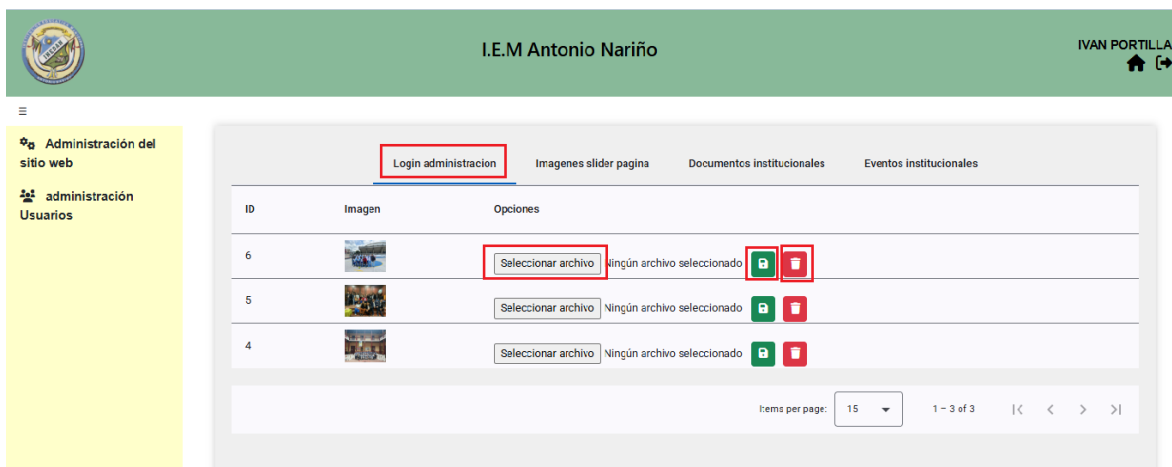 I.E.M Antonio Nariño
IVAN PORTILLA
Administración del
sitio web
administración
Usuarios
Login administracion Imagenes slider pagina Documentos institucionales Eventos institucionales
ID Imagen Opciones
6 Seleccionar archivo Ningún archivo seleccionado
5 Seleccionar archivo Ningún archivo seleccionado
4 Seleccionar archivo Ningún archivo seleccionado
Items per page: 15 1 – 3 of 3